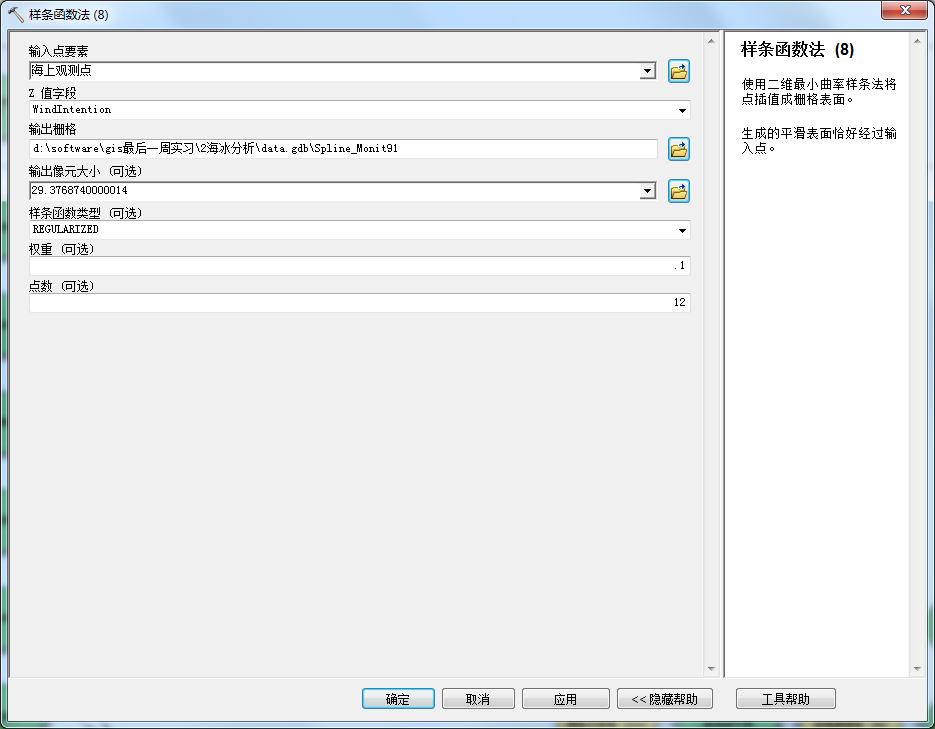 样条函数法 (8)
输入点要素
海上观测点
Z 值字段
WindIntention
输出栅格
d:\software\gis最后一周实习\2海冰分析\data.gdb\Spline_Monit91
输出像元大小 (可选)
29.3768740000014
样条函数类型 (可选)
REGULARIZED
权重 (可选)
.1
点数 (可选)
12
样条函数法 (8)
使用二维最小曲率样条法将
点插值成栅格表面。
生成的平滑表面恰好经过输
入点。
确定
取消
应用
<< 隐藏帮助
工具帮助